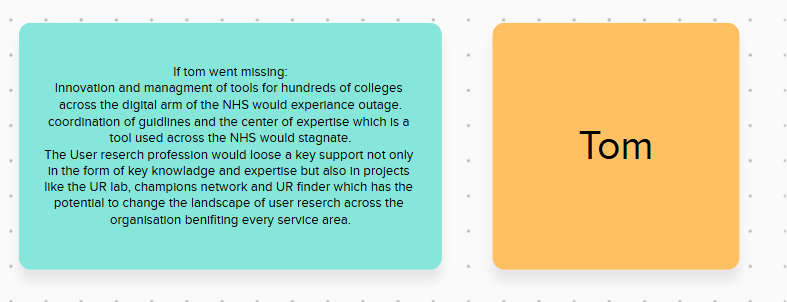 If tom went missing:
Innovation and managment of tools for hundreds of colleges
across the digital arm of the NHS would experiance outage.
coordination of guidlines and the center of expertise which is a
tool used across the NHS would stagnate.
The User reserch profession would loose a key support not only
in the form of key knowladge and expertise but also in projects
like the UR lab, champions network and UR finder which has the
potential to change the landscape of user reserch across the
organisation benifiting every service area.
Tom